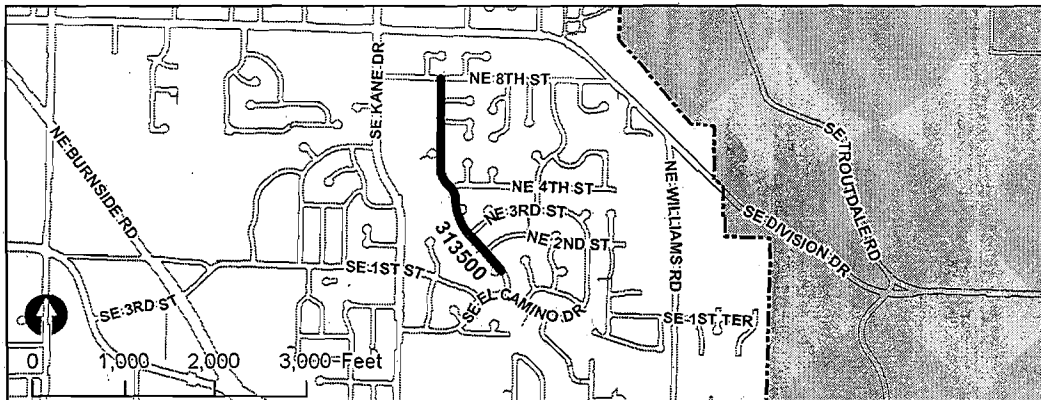 NE 8TH ST
SE KANE DR
NE BURNSIDE RD
SE TROUTDALE RD
NE 4TH ST
NE WILLIAMS RD
NE 3RD ST
SE DIVISION DR
313500
NE 2ND ST
SE 1ST ST
SE EL CAMINO DR
SE 3RD ST
SE 1ST TER
0 1,000 2,000 3,000 Feet